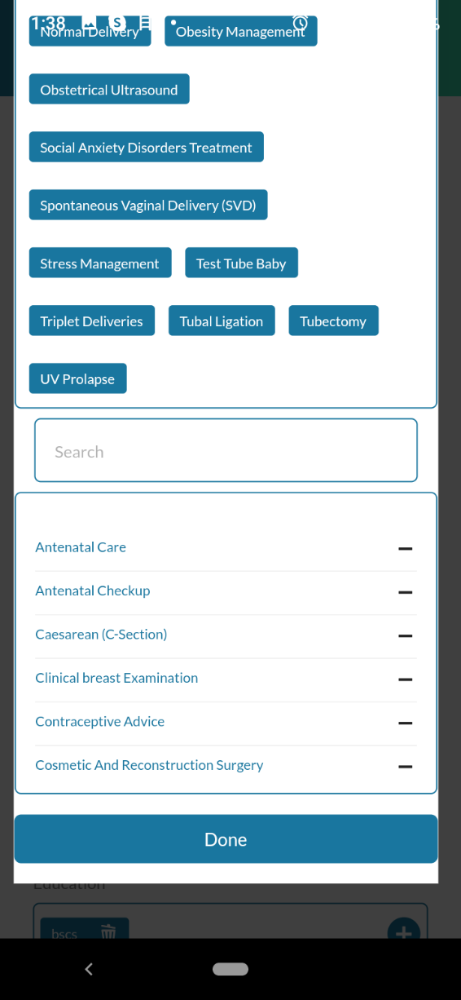 1:38
Normal Delivery Obesity Management
Obstetrical Ultrasound
Social Anxiety Disorders Treatment
Spontaneous Vaginal Delivery (SVD)
Stress Management Test Tube Baby
Triplet Deliveries Tubal Ligation Tubectomy
UV Prolapse
Search
Antenatal Care
Antenatal Checkup
Caesarean (C-Section)
Clinical breast Examination
Contraceptive Advice
Cosmetic And Reconstruction Surgery
Done
Education
bscs